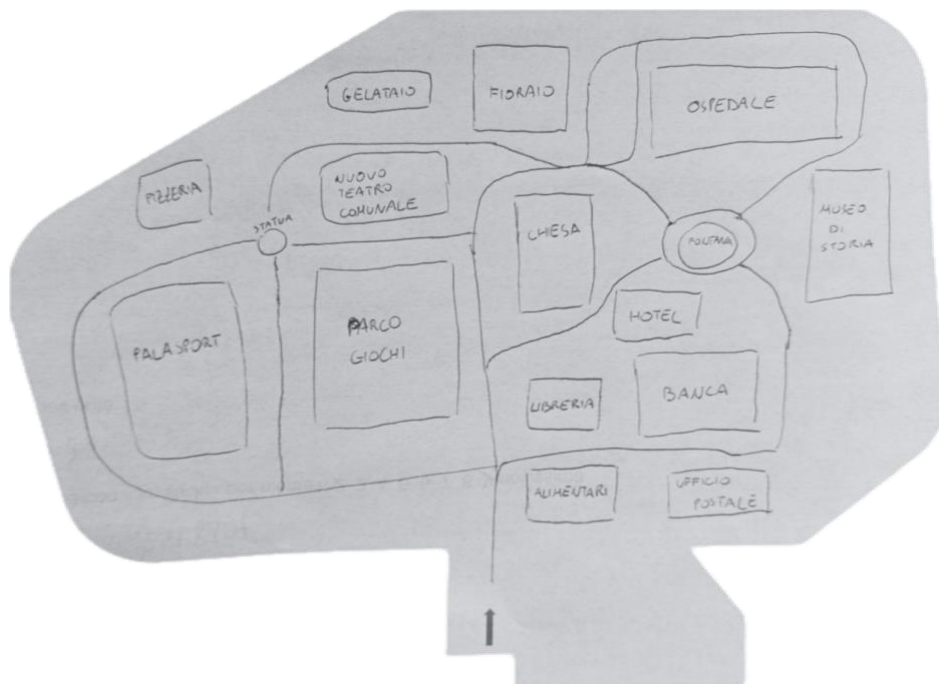 GELATAIO
FIORAIO
OSPEDALE
PIZZERIA
NUOVO
TEATRO
COMUNALE
STATUA
CHIESA
FONTANA
MUSEO
DI
STORIA
PALASPORT
PARCO
GIOCHI
HOTEL
LIBRERIA
BANCA
ALIMENTARI
UFFICIO
POSTALE